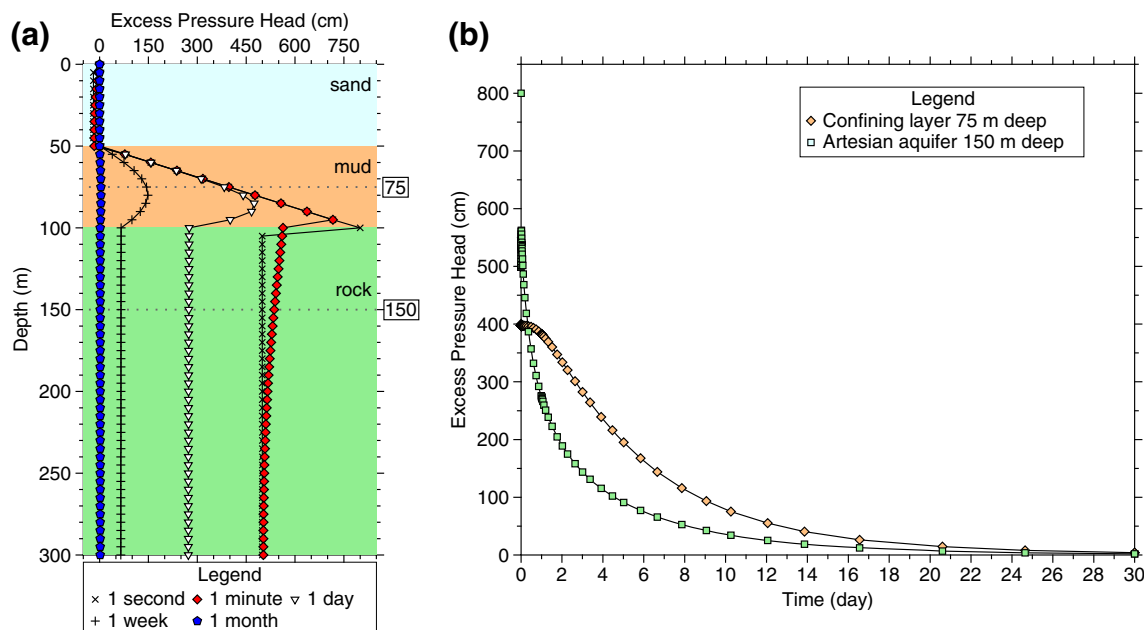 (a)
Excess Pressure Head (cm)
0 150 300 450 600 750
Depth (m)
0
50
100
150
200
250
300
sand
mud
75
rock
150
Legend
1 second 1 minute 1 day
1 week 1 month
(b)
Excess Pressure Head (cm)
800
700
600
500
400
300
200
100
0
Legend
Confining layer 75 m deep
Artesian aquifer 150 m deep
0 2 4 6 8 10 12 14 16 18 20 22 24 26 28 30
Time (day)